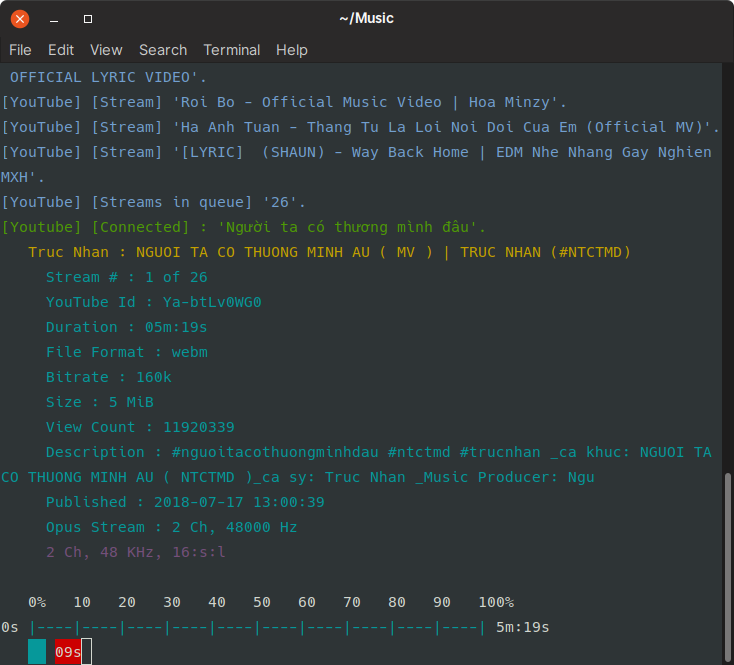 ~/Music
File Edit View Search Terminal Help
OFFICIAL LYRIC VIDEO'.
[YouTube] [Stream] 'Roi Bo – Official Music Video | Hoa Minzy'.
[YouTube] [Stream] 'Ha Anh Tuan – Thang Tu La Loi Noi Doi Cua Em (Official MV)'.
[YouTube] [Stream] '[LYRIC]  (SHAUN) – Way Back Home | EDM Nhe Nhang Gay Nghien
MXH'.
[YouTube] [Streams in queue] '26'.
[Youtube] [Connected] : 'Người ta có thương mình đâu'.
Truc Nhan : NGUOI TA CO THUONG MINH AU ( MV ) | TRUC NHAN (#NTCTMD)
Stream # : 1 of 26
YouTube Id : Ya-btLv0WG0
Duration : 05m:19s
File Format : webm
Bitrate : 160k
Size : 5 MiB
View Count : 11920339
Description : #nguoitacothuongminhdau #ntctmd #trucnhan _ca khuc: NGUOI TA
CO THUONG MINH AU ( NTCTMD )_ca sy: Truc Nhan _Music Producer: Ngu
Published : 2018-07-17 13:00:39
Opus Stream : 2 Ch, 48000 Hz
2 Ch, 48 KHz, 16:s:l
0%   10   20   30   40   50   60   70   80   90   100%
0s |----|----|----|----|----|----|----|----|----|----| 5m:19s
09s